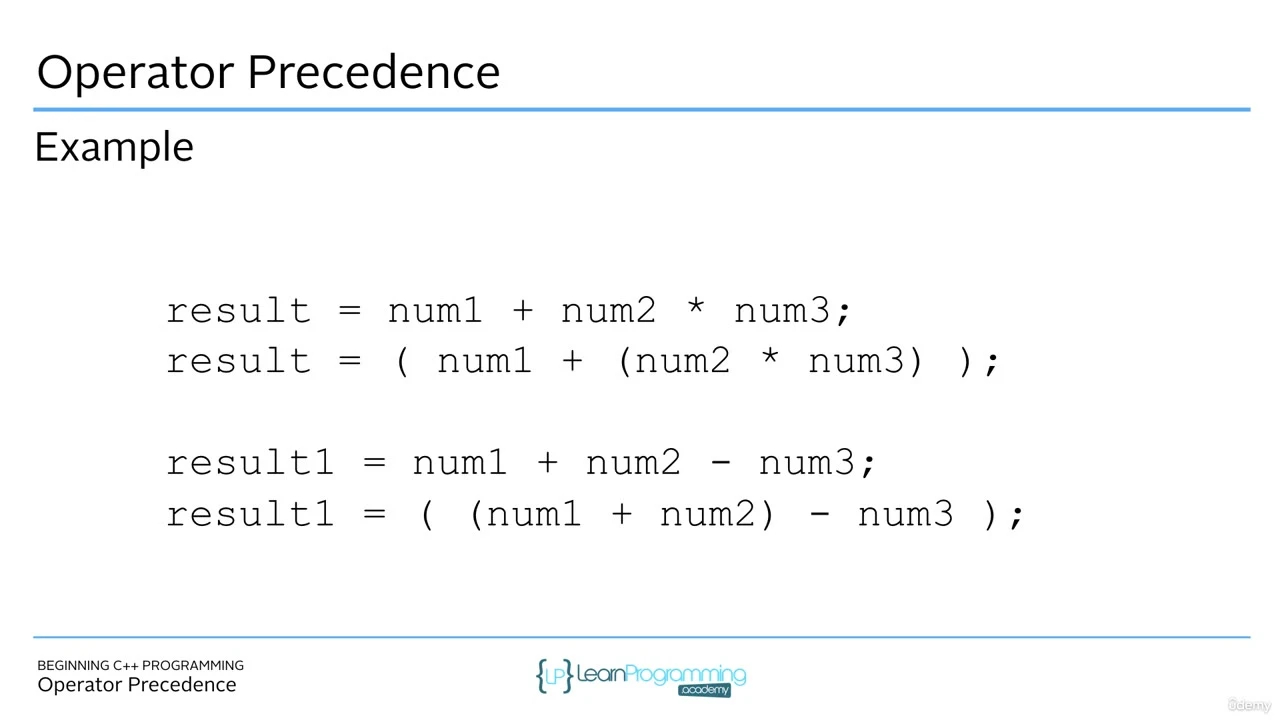 Operator Precedence
Example
result = num1 + num2 * num3;
result = ( num1 + (num2 * num3) );
result1 = num1 + num2 - num3;
result1 = ( (num1 + num2) - num3 );
BEGINNING C++ PROGRAMMING
Operator Precedence
{LP} LearnProgramming
.academy
ûdemy